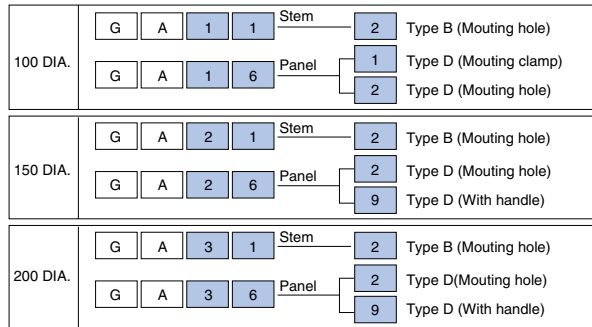 Stem
G A 1 1 2 Type B (Mouting hole)
100 DIA.
Panel 1 Type D (Mouting clamp)
G A 1 6
2 Type D (Mouting hole)
Stem
G A 2 1 2 Type B (Mouting hole)
150 DIA.
Panel 2 Type D (Mouting hole)
G A 2 6
9 Type D (With handle)
Stem
G A 3 1 2 Type B (Mouting hole)
200 DIA.
Panel 2 Type D(Mouting hole)
G A 3 6
9 Type D (With handle)